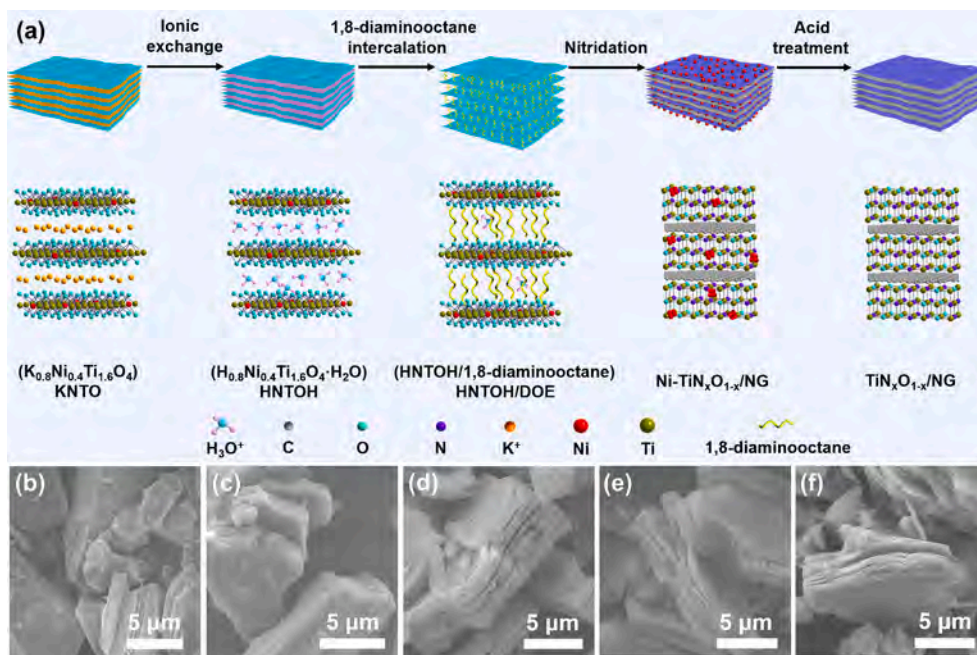 (a)
Ionic
exchange
1,8-diaminooctane
intercalation
Nitridation
Acid
treatment
(K0.8Ni0.4Ti1.6O4)
KNTO
(H0.8Ni0.4Ti1.6O4·H2O)
HNTOH
(HNTOH/1,8-diaminooctane)
HNTOH/DOE
Ni-TiNxO1-x/NG
TiNxO1-x/NG
H3O+
C
O
N
K+
Ni
Ti
1,8-diaminooctane
(b)
5 μm
(c)
5 μm
(d)
5 μm
(e)
5 μm
(f)
5 μm